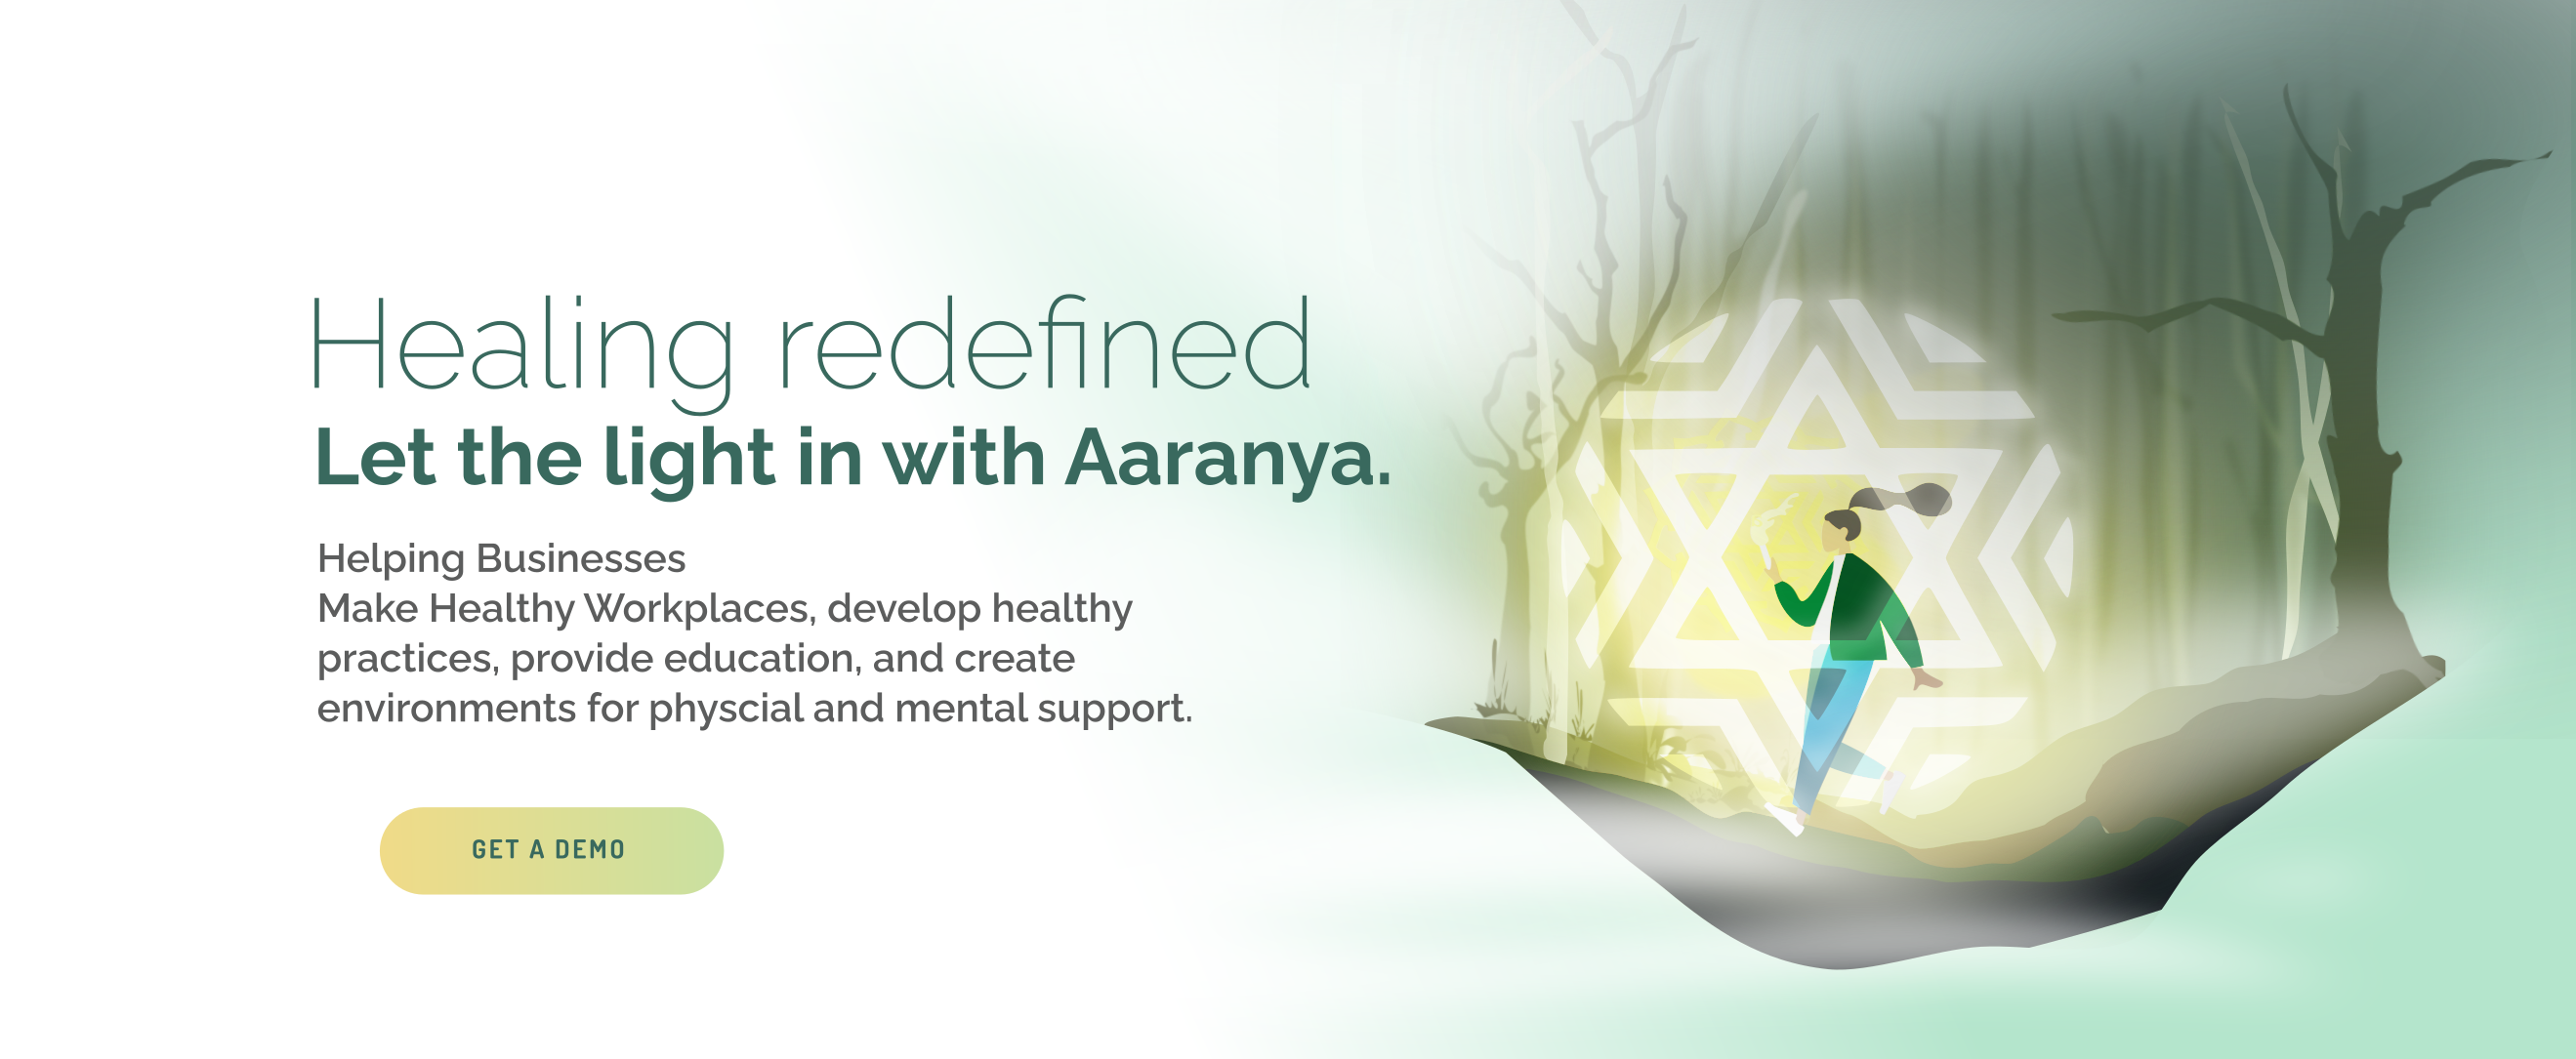 Healing redefined
Let the light in with Aaranya.
Helping Businesses
Make Healthy Workplaces, develop healthy
practices, provide education, and create
environments for physcial and mental support.
GET A DEMO